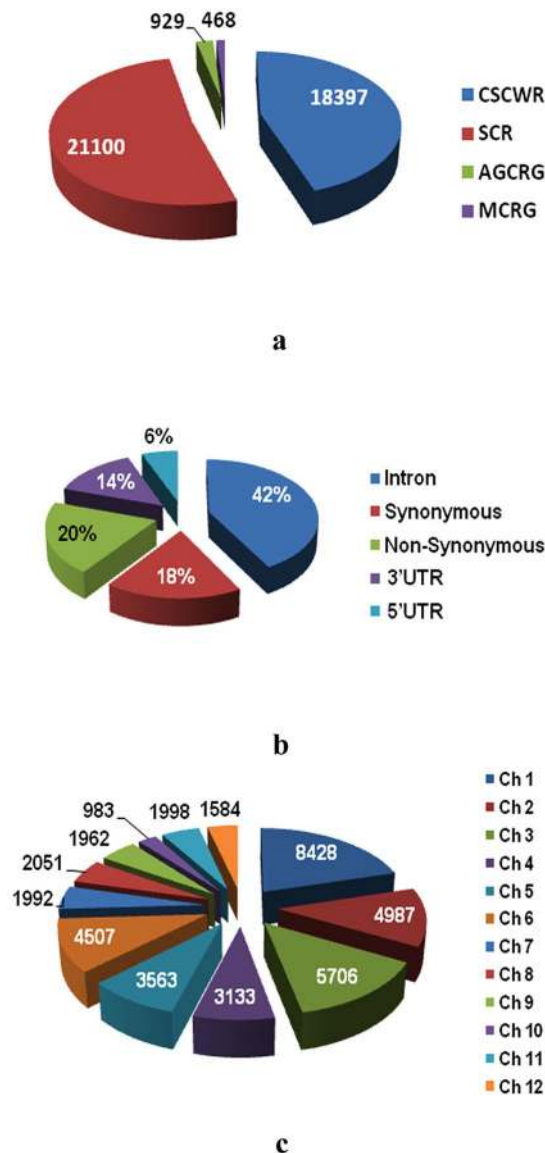 929
468
18397
21100
CSCWR
SCR
AGCRG
MCRG
a
6%
14%
42%
20%
18%
Intron
Synonymous
Non-Synonymous
3'UTR
5'UTR
b
983
1998
1584
1962
2051
1992
8428
4987
4507
5706
3563
3133
Ch 1
Ch 2
Ch 3
Ch 4
Ch 5
Ch 6
Ch 7
Ch 8
Ch 9
Ch 10
Ch 11
Ch 12
c